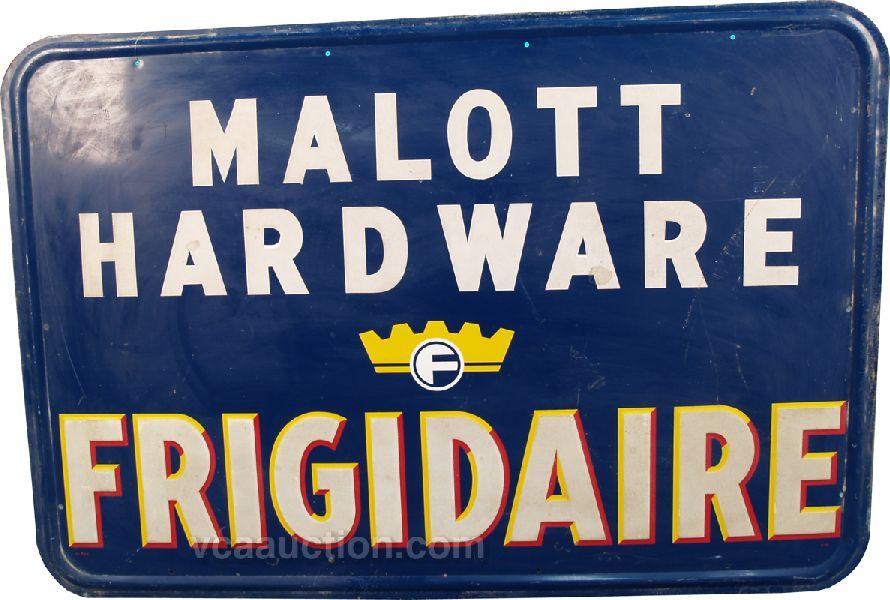 MALOTT
HARDWARE
F
FRIGIDAIRE
vcaauction.com